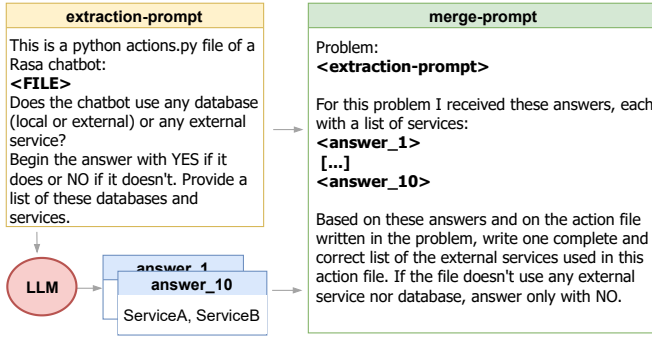 extraction-prompt
This is a python actions.py file of a
Rasa chatbot:
<FILE>
Does the chatbot use any database
(local or external) or any external
service?
Begin the answer with YES if it
does or NO if it doesn't. Provide a
list of these databases and
services.
LLM
answer_1
answer_10
ServiceA, ServiceB
merge-prompt
Problem:
<extraction-prompt>
For this problem I received these answers, each
with a list of services:
<answer_1>
[...]
<answer_10>
Based on these answers and on the action file
written in the problem, write one complete and
correct list of the external services used in this
action file. If the file doesn't use any external
service nor database, answer only with NO.